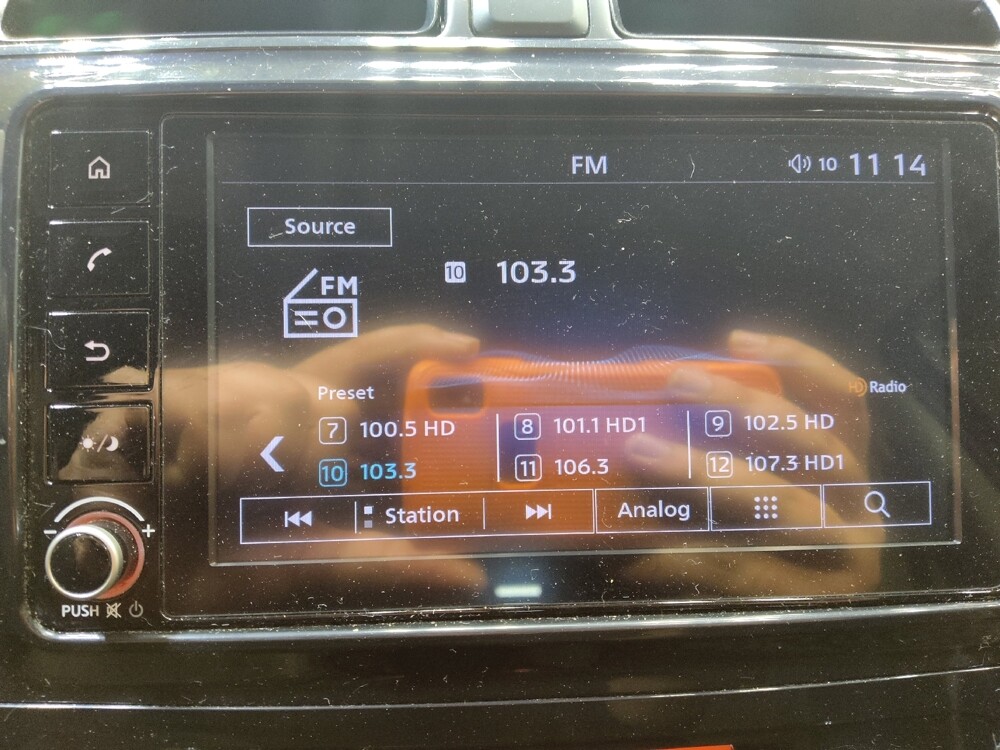 FM 10 11 14
Source
FM
10 103.3
Preset
HD Radio
7 100.5 HD 8 101.1 HD1 9 102.5 HD
10 103.3 11 106.3 12 107.3 HD1
Station Analog
- +
PUSH